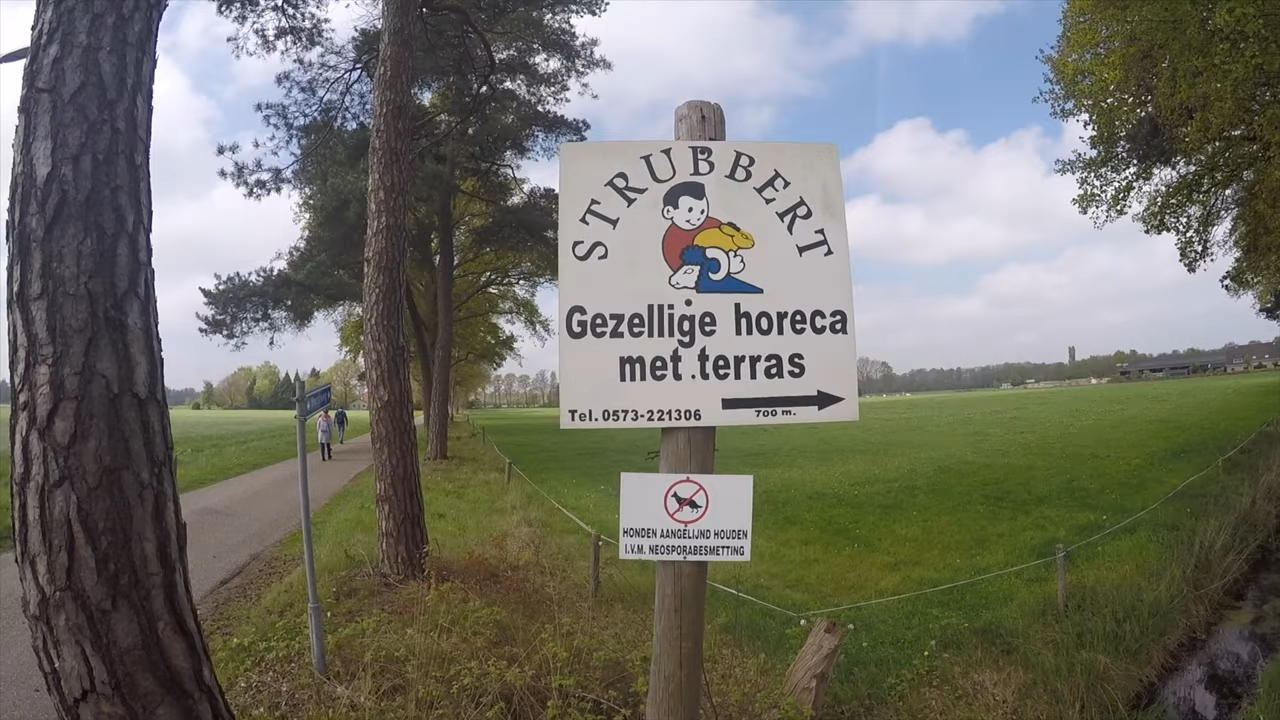 STRUBBERT
Gezellige horeca
met terras
Tel. 0573-221306
700 m.
HONDEN AANGELIJND HOUDEN
I.V.M. NEOSPORABESMETTING